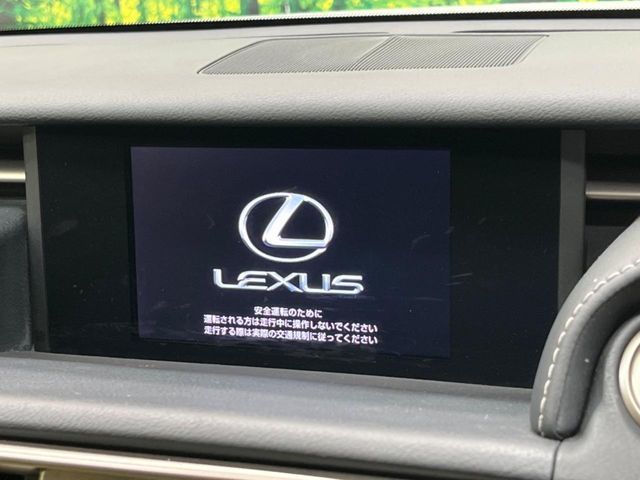 LEXUS
安全運転のために
運転される方は走行中に操作しないでください
走行する際は実際の交通規制に従ってください